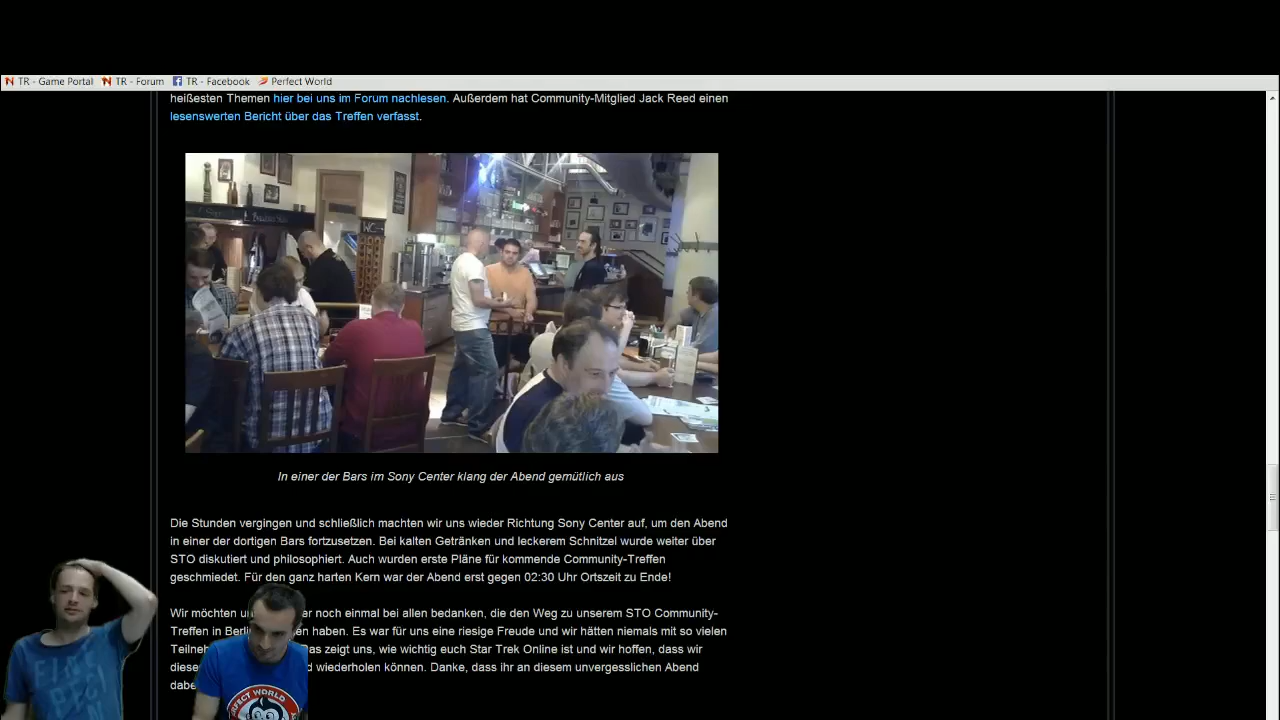 TR - Game Portal TR - Forum TR - Facebook Perfect World
heißesten Themen hier bei uns im Forum nachlesen. Außerdem hat Community-Mitglied Jack Reed einen
lesenswerten Bericht über das Treffen verfasst.
WC
In einer der Bars im Sony Center klang der Abend gemütlich aus
Die Stunden vergingen und schließlich machten wir uns wieder Richtung Sony Center auf, um den Abend
in einer der dortigen Bars fortzusetzen. Bei kalten Getränken und leckerem Schnitzel wurde weiter über
STO diskutiert und philosophiert. Auch wurden erste Pläne für kommende Community-Treffen
geschmiedet. Für den ganz harten Kern war der Abend erst gegen 02:30 Uhr Ortszeit zu Ende!
Wir möchten noch einmal bei allen bedanken, die den Weg zu unserem STO Community-
Treffen in haben. Es war für uns eine riesige Freude und wir hätten niemals mit so vielen
zeigt uns, wie wichtig euch Star Trek Online ist und wir hoffen, dass wir
wiederholen können. Danke, dass ihr an diesem unvergesslichen Abend
PERFECT WORLD